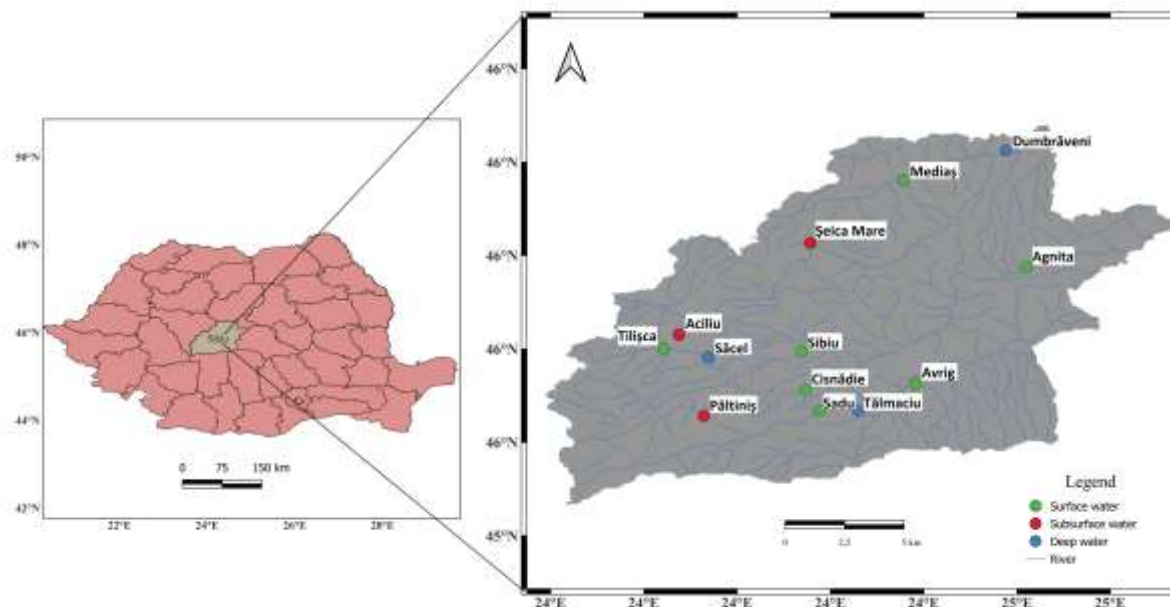 50°N
48°N
46°N
44°N
42°N
22°E
24°E
26°E
28°E
0 75 150 km
46°N
46°N
46°N
46°N
46°N
45°N
24°E
24°E
24°E
24°E
25°E
25°E
25°E
Dumbrăveni
Mediaș
Șeica Mare
Agnita
Aciliu
Tilișca
Săcel
Sibiu
Cisnădie
Avrig
Păltiniș
Sadu
Tălmaciu
Legend
Surface water
Subsurface water
Deep water
River
0 2,5 5 km